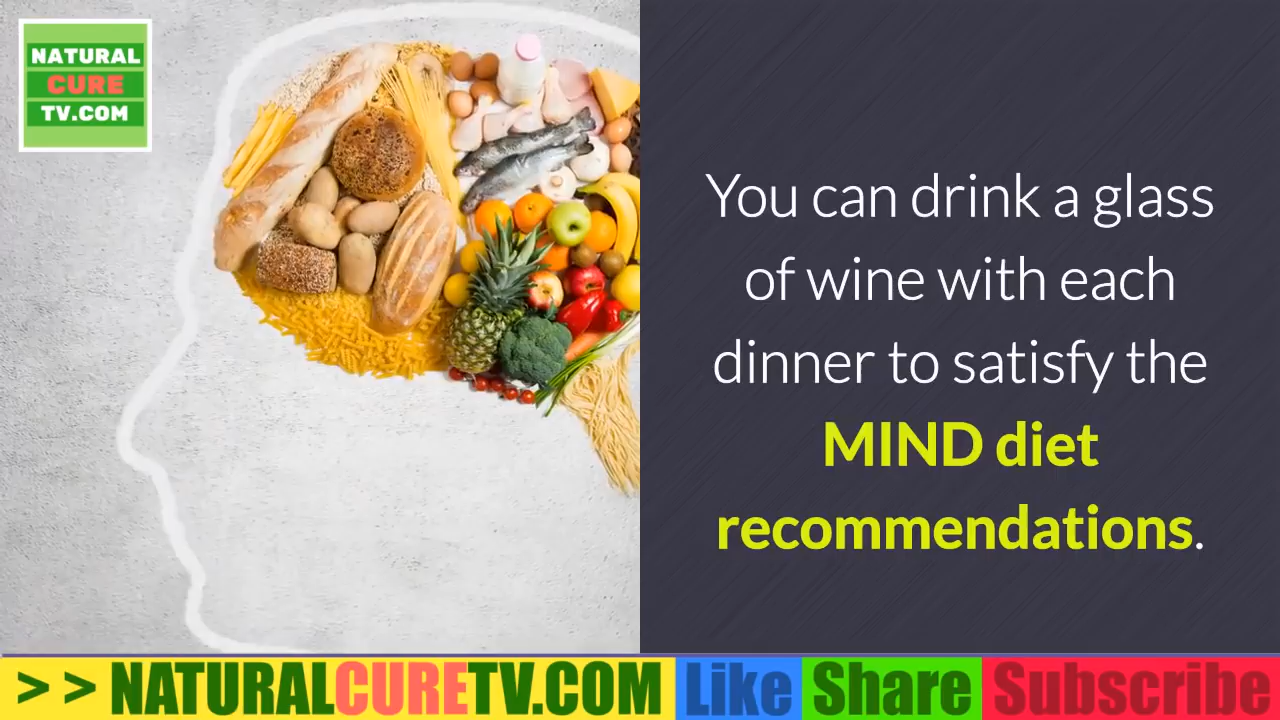 NATURAL
CURE
TV.COM
You can drink a glass
of wine with each
dinner to satisfy the
MIND diet
recommendations.
> > NATURALCURETV.COM Like Share Subscribe